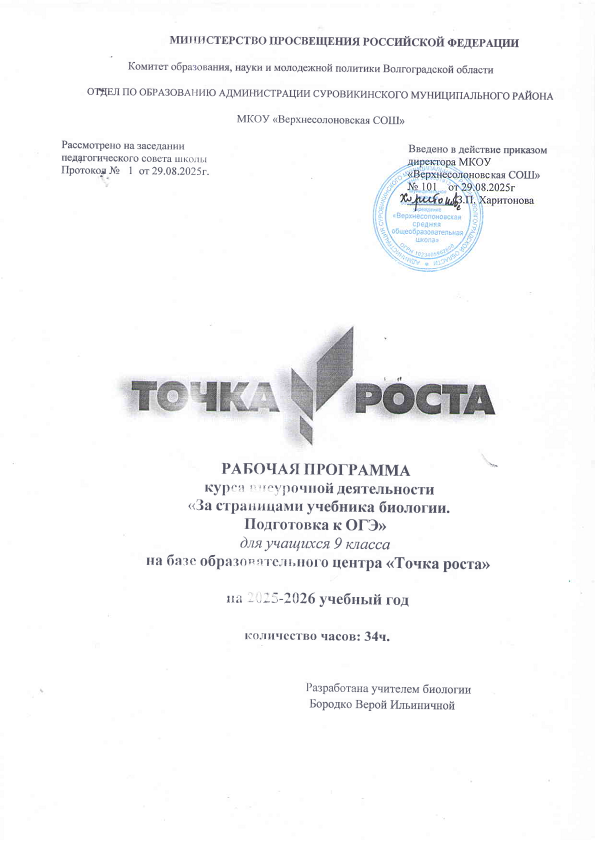 МИНИСТЕРСТВО ПРОСВЕЩЕНИЯ РОССИЙСКОЙ ФЕДЕРАЦИИ
Комитет образования, науки и молодежной политики Волгоградской области
ОТДЕЛ ПО ОБРАЗОВАНИЮ АДМИНИСТРАЦИИ СУРОВИКИНСКОГО МУНИЦИПАЛЬНОГО РАЙОНА
МКОУ «Верхнесолоновская СОШ»
Рассмотрено на заседании
педагогического совета школы
Протокол № 1 от 29.08.2025г.
Введено в действие приказом
директора МКОУ
«Верхнесолоновская СОШ»
№ 101 от 29.08.2025г
З.П. Харитонова
«Верхнесолоновская
средняя
общеобразовательная
школа»
ТОЧКА РОСТА
РАБОЧАЯ ПРОГРАММА
курса внеурочной деятельности
«За страницами учебника биологии.
Подготовка к ОГЭ»
для учащихся 9 класса
на базе образовательного центра «Точка роста»
на 2025-2026 учебный год
количество часов: 34ч.
Разработана учителем биологии
Бородко Верой Ильиничной